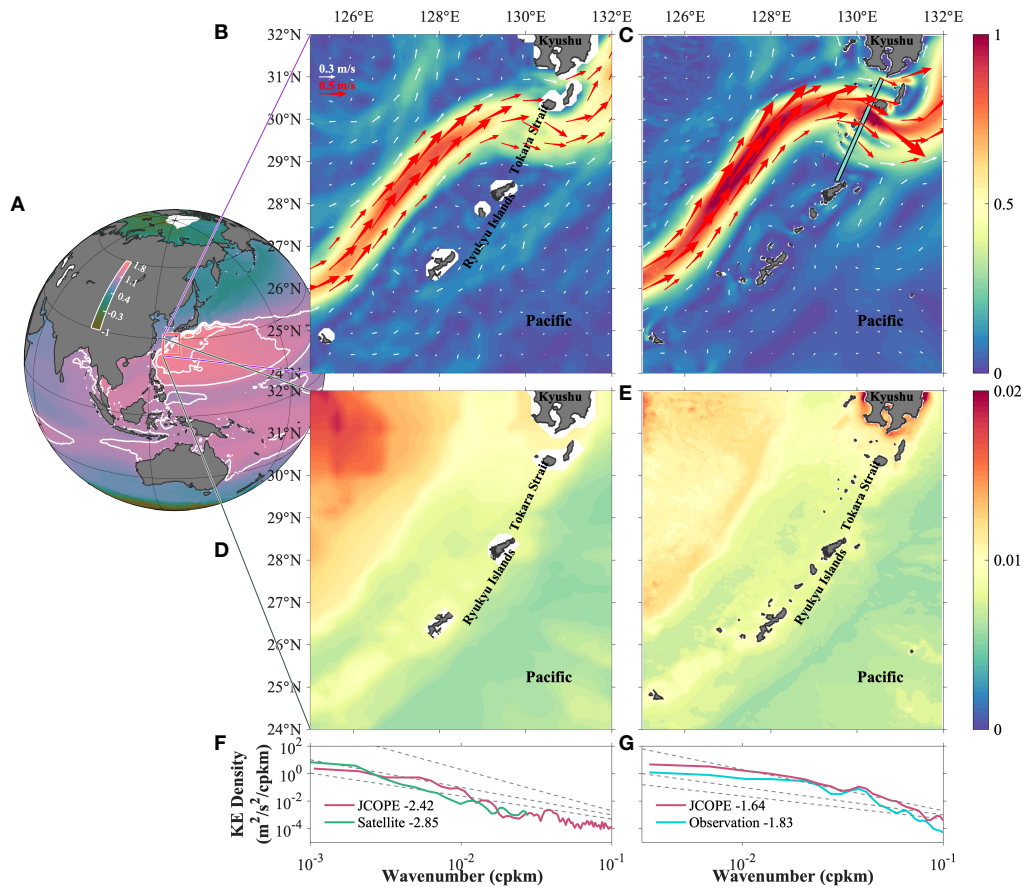 126°E 128°E 130°E 132°E
126°E 128°E 130°E 132°E
B
C
A
32°N
31°N
30°N
29°N
28°N
27°N
26°N
25°N
24°N
0.3 m/s
0.5 m/s
Kyushu
Tokara Strait
Ryukyu Islands
Pacific
Kyushu
Pacific
1
0.5
0
1.8
1.1
0.4
-0.3
-1
D
E
32°N
31°N
30°N
29°N
28°N
27°N
26°N
25°N
24°N
Kyushu
Tokara Strait
Ryukyu Islands
Pacific
Kyushu
Tokara Strait
Ryukyu Islands
Pacific
0.02
0.01
0
F
G
KE Density
(m²/s²/cpkm)
10²
10⁰
10⁻²
10⁻⁴
JCOPE -2.42
Satellite -2.85
JCOPE -1.64
Observation -1.83
10⁻³ 10⁻² 10⁻¹
10⁻² 10⁻¹
Wavenumber (cpkm)
Wavenumber (cpkm)